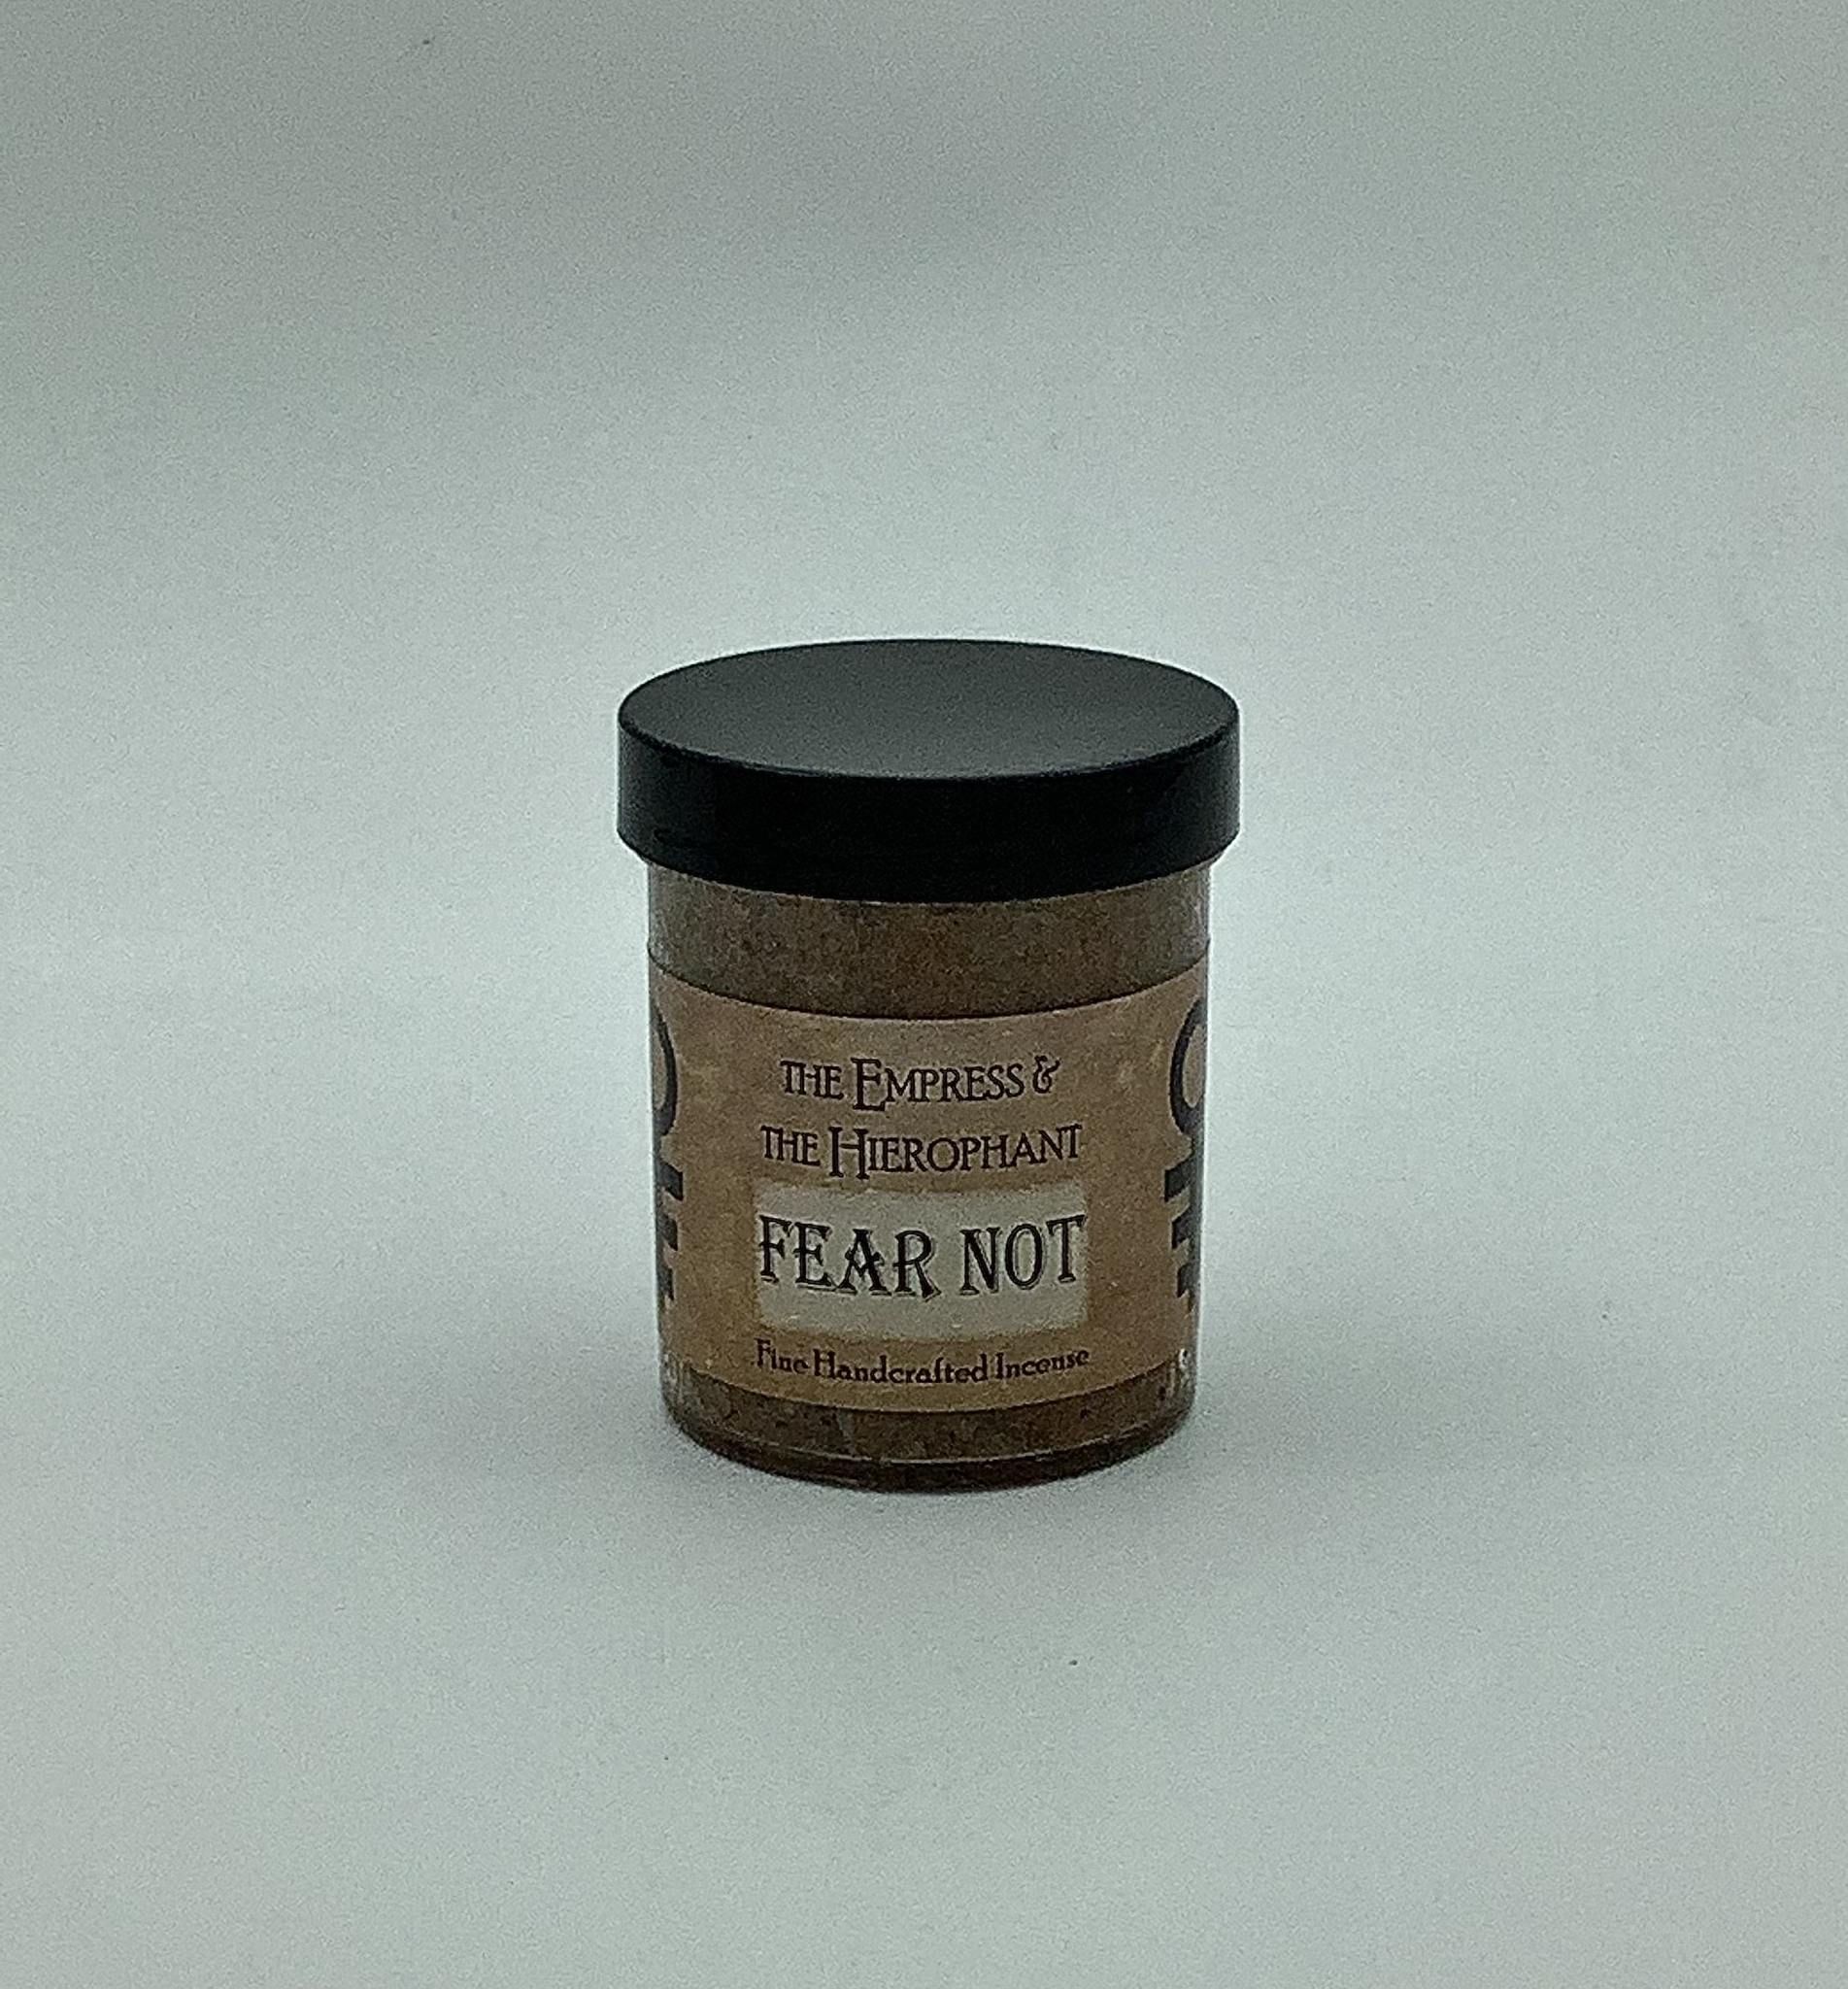 THE EMPRESS &
THE HIEROPHANT
FEAR NOT
Fine Handcrafted Incense